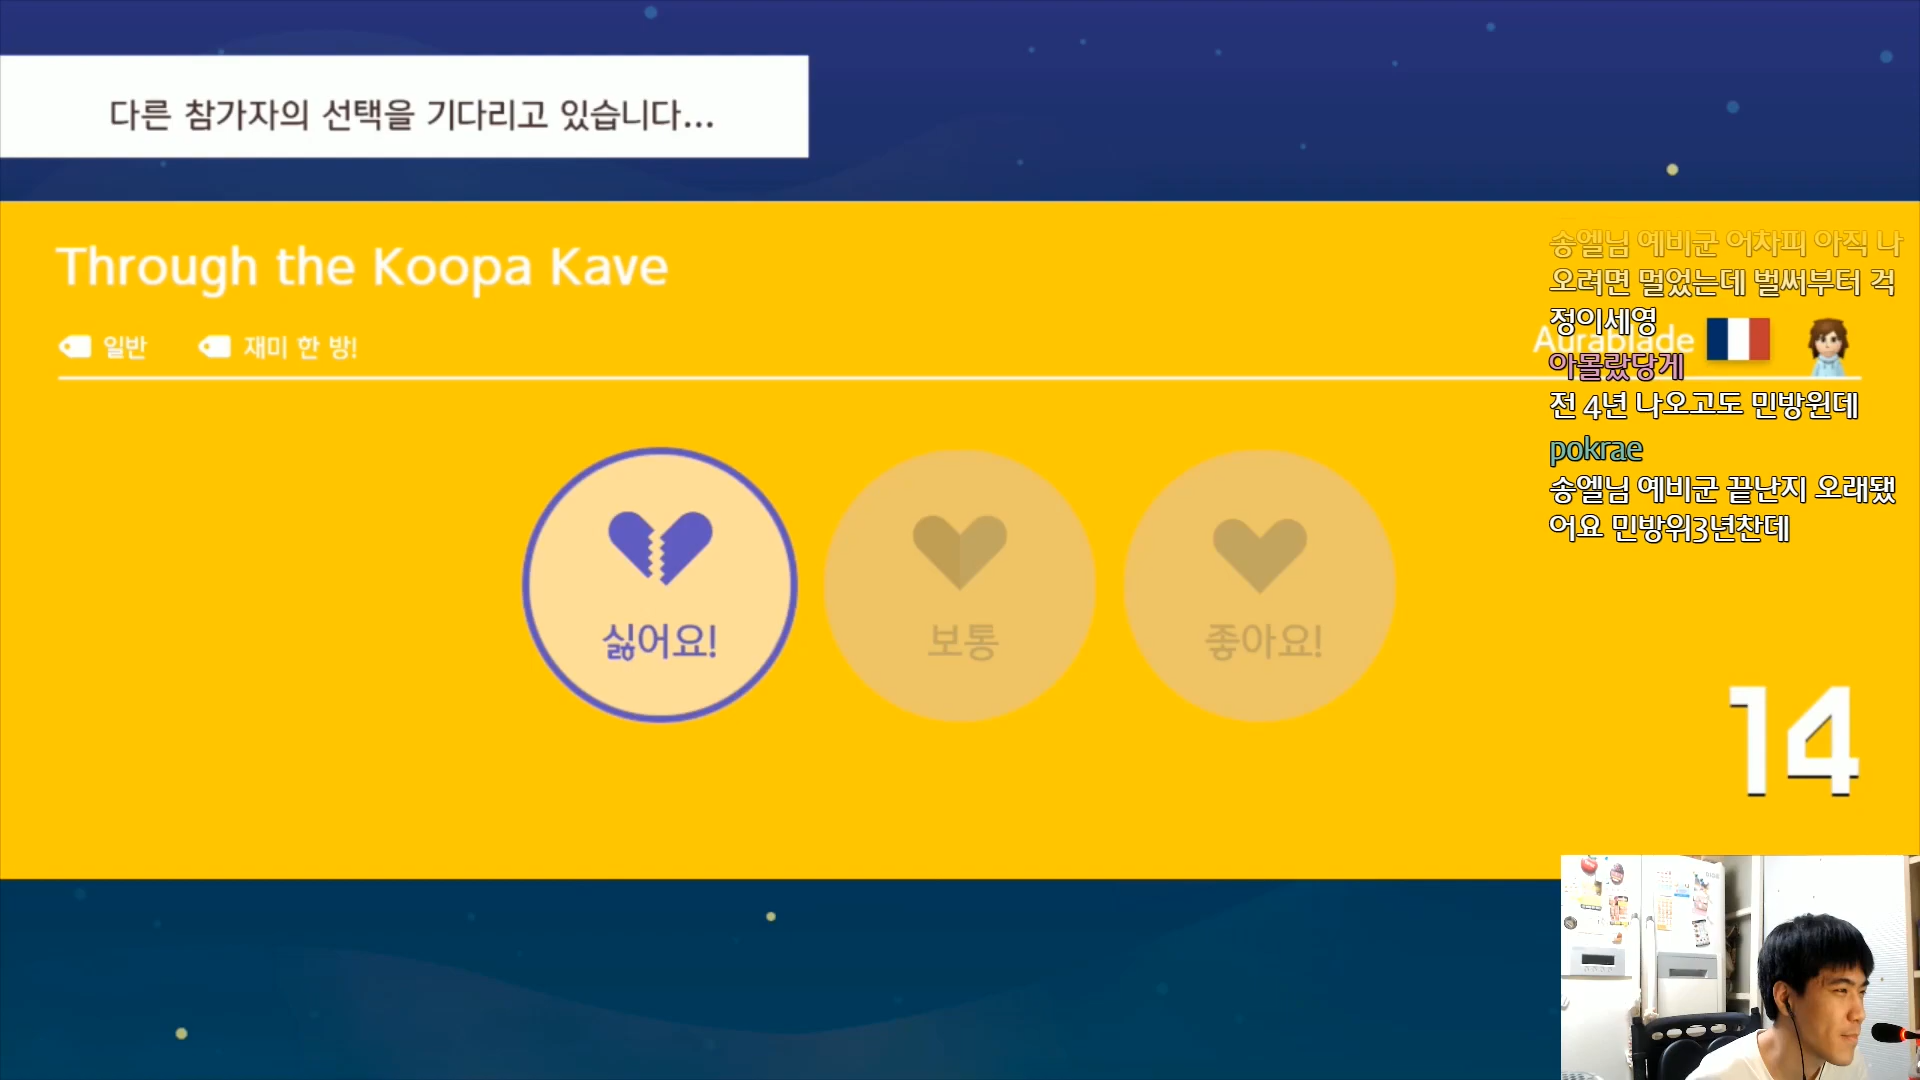 다른 참가자의 선택을 기다리고 있습니다...
Through the Koopa Kave
일반
재미 한 방!
Aurablade
싫어요!
보통
좋아요!
14
송엘님 예비군 어차피 아직 나
오려면 멀었는데 벌써부터 걱
정이세영
아몰랐당게
전 4년 나오고도 민방윈데
pokrae
송엘님 예비군 끝난지 오래됐
어요 민방위3년찬데